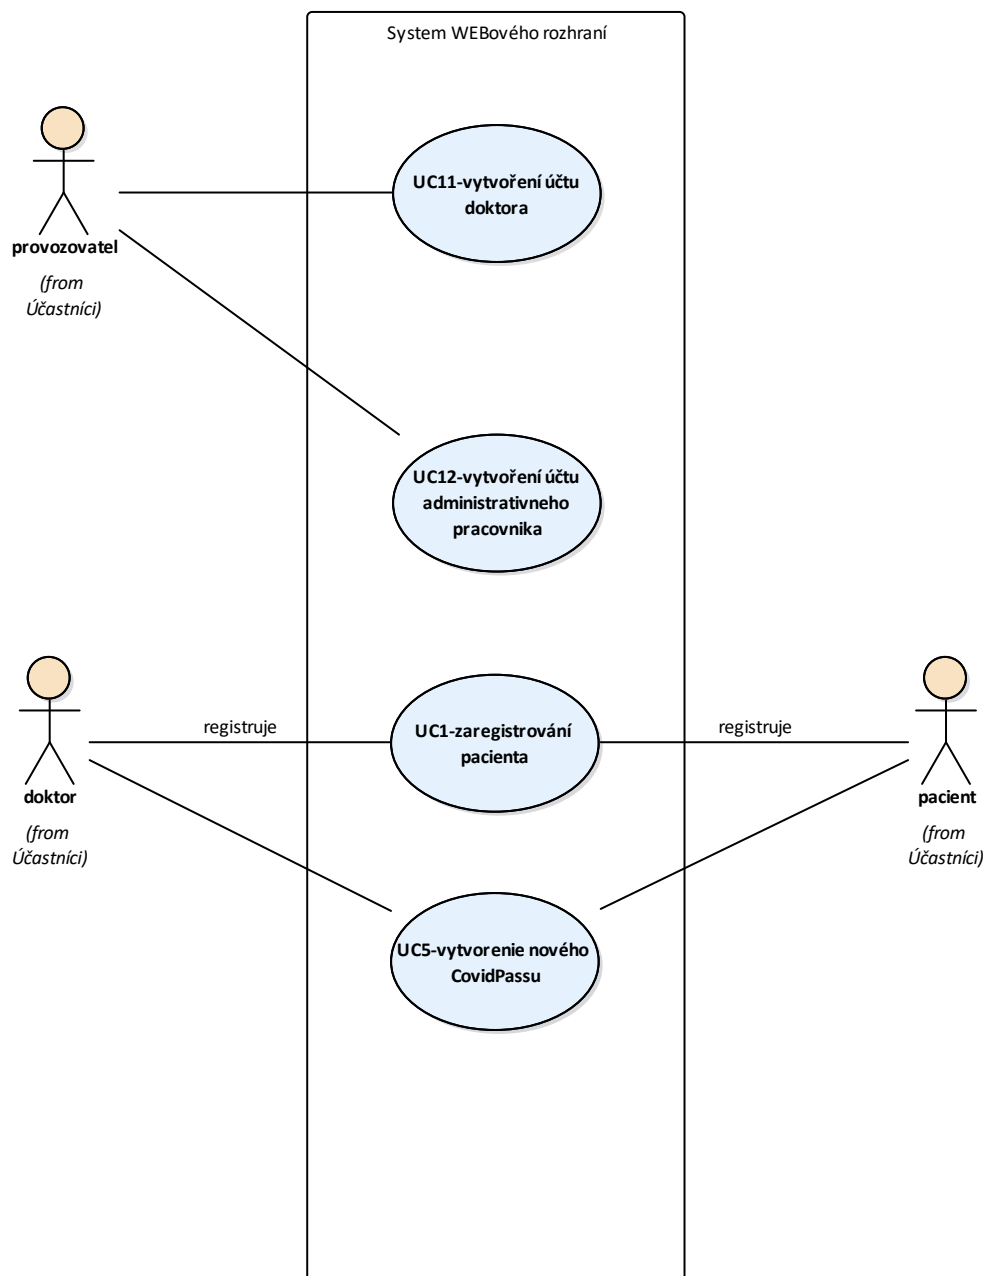 System WEBového rozhraní
UC11-vytvoření účtu
doktora
provozovatel
(from
Účastníci)
UC12-vytvoření účtu
administrativneho
pracovnika
registruje
UC1-zaregistrování
pacienta
registruje
doktor
(from
Účastníci)
pacient
(from
Účastníci)
UC5-vytvorenie nového
CovidPassu